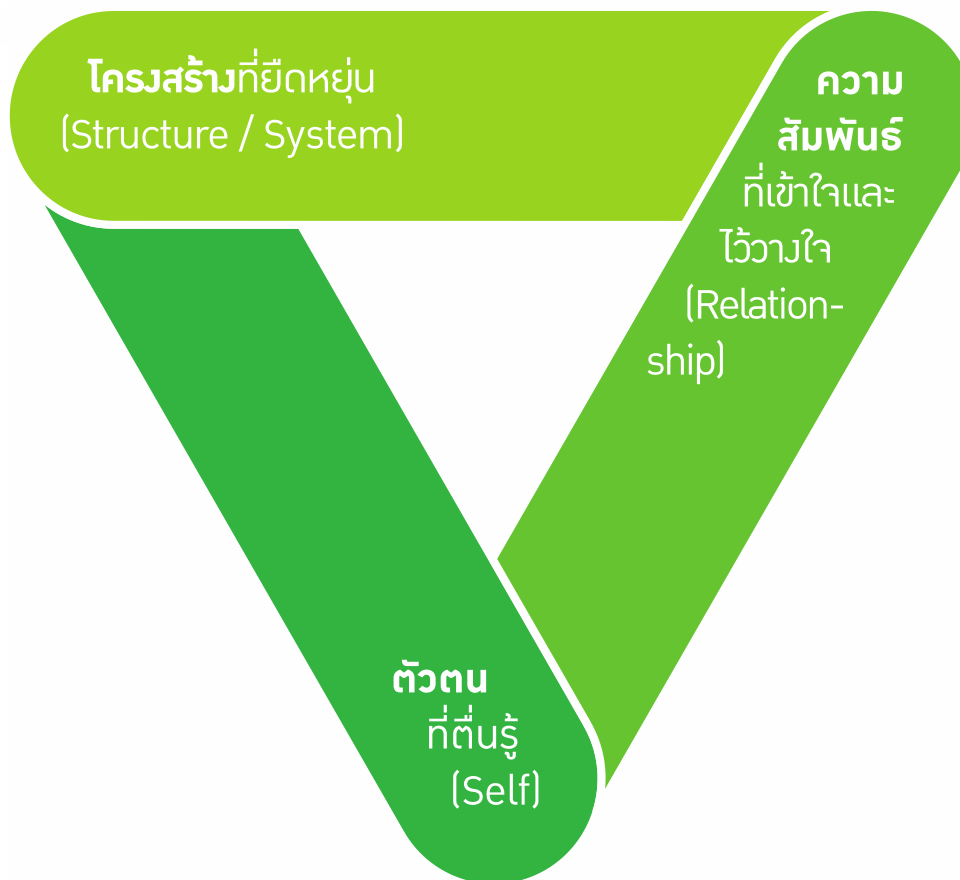 โครงสร้างที่ยืดหยุ่น
(Structure / System)
ความ
สัมพันธ์
ที่เข้าใจและ
ไว้วางใจ
(Relation-
ship)
ตัวตน
ที่ตื่นรู้
(Self)